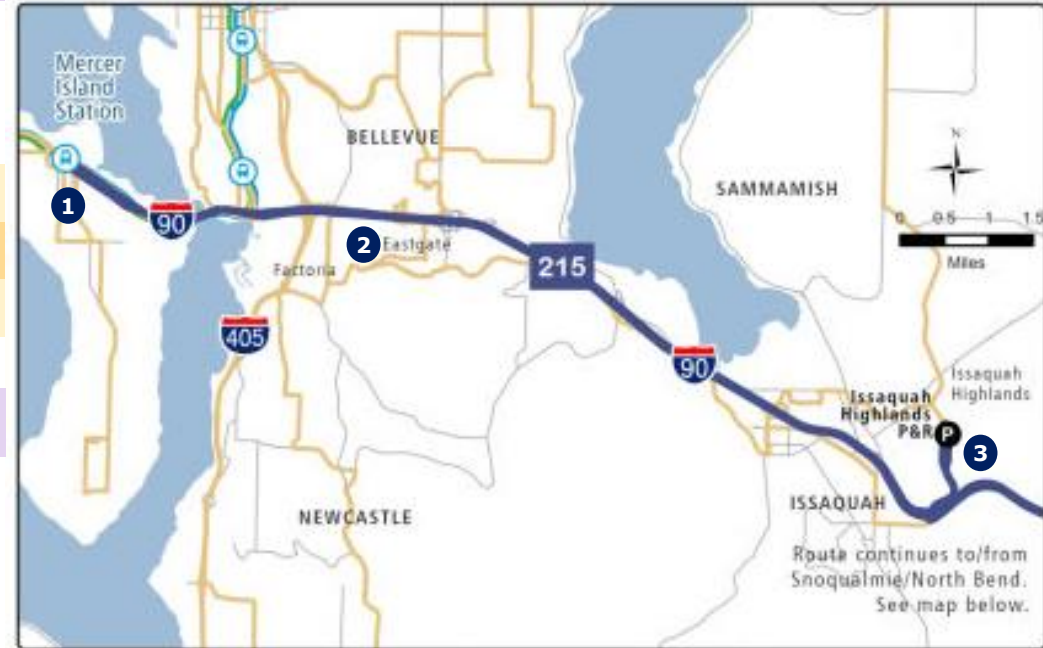 Mercer
Island
Station
BELLEVUE
SAMMAMISH
N
0 0.5 1 1.5
Miles
1
90
2
Eastgate
Factoria
215
405
90
Issaquah
Highlands
Issaquah
Highlands
P&R
P
3
ISSAQUAH
NEWCASTLE
Route continues to/from
Snoqualmie/North Bend.
See map below.